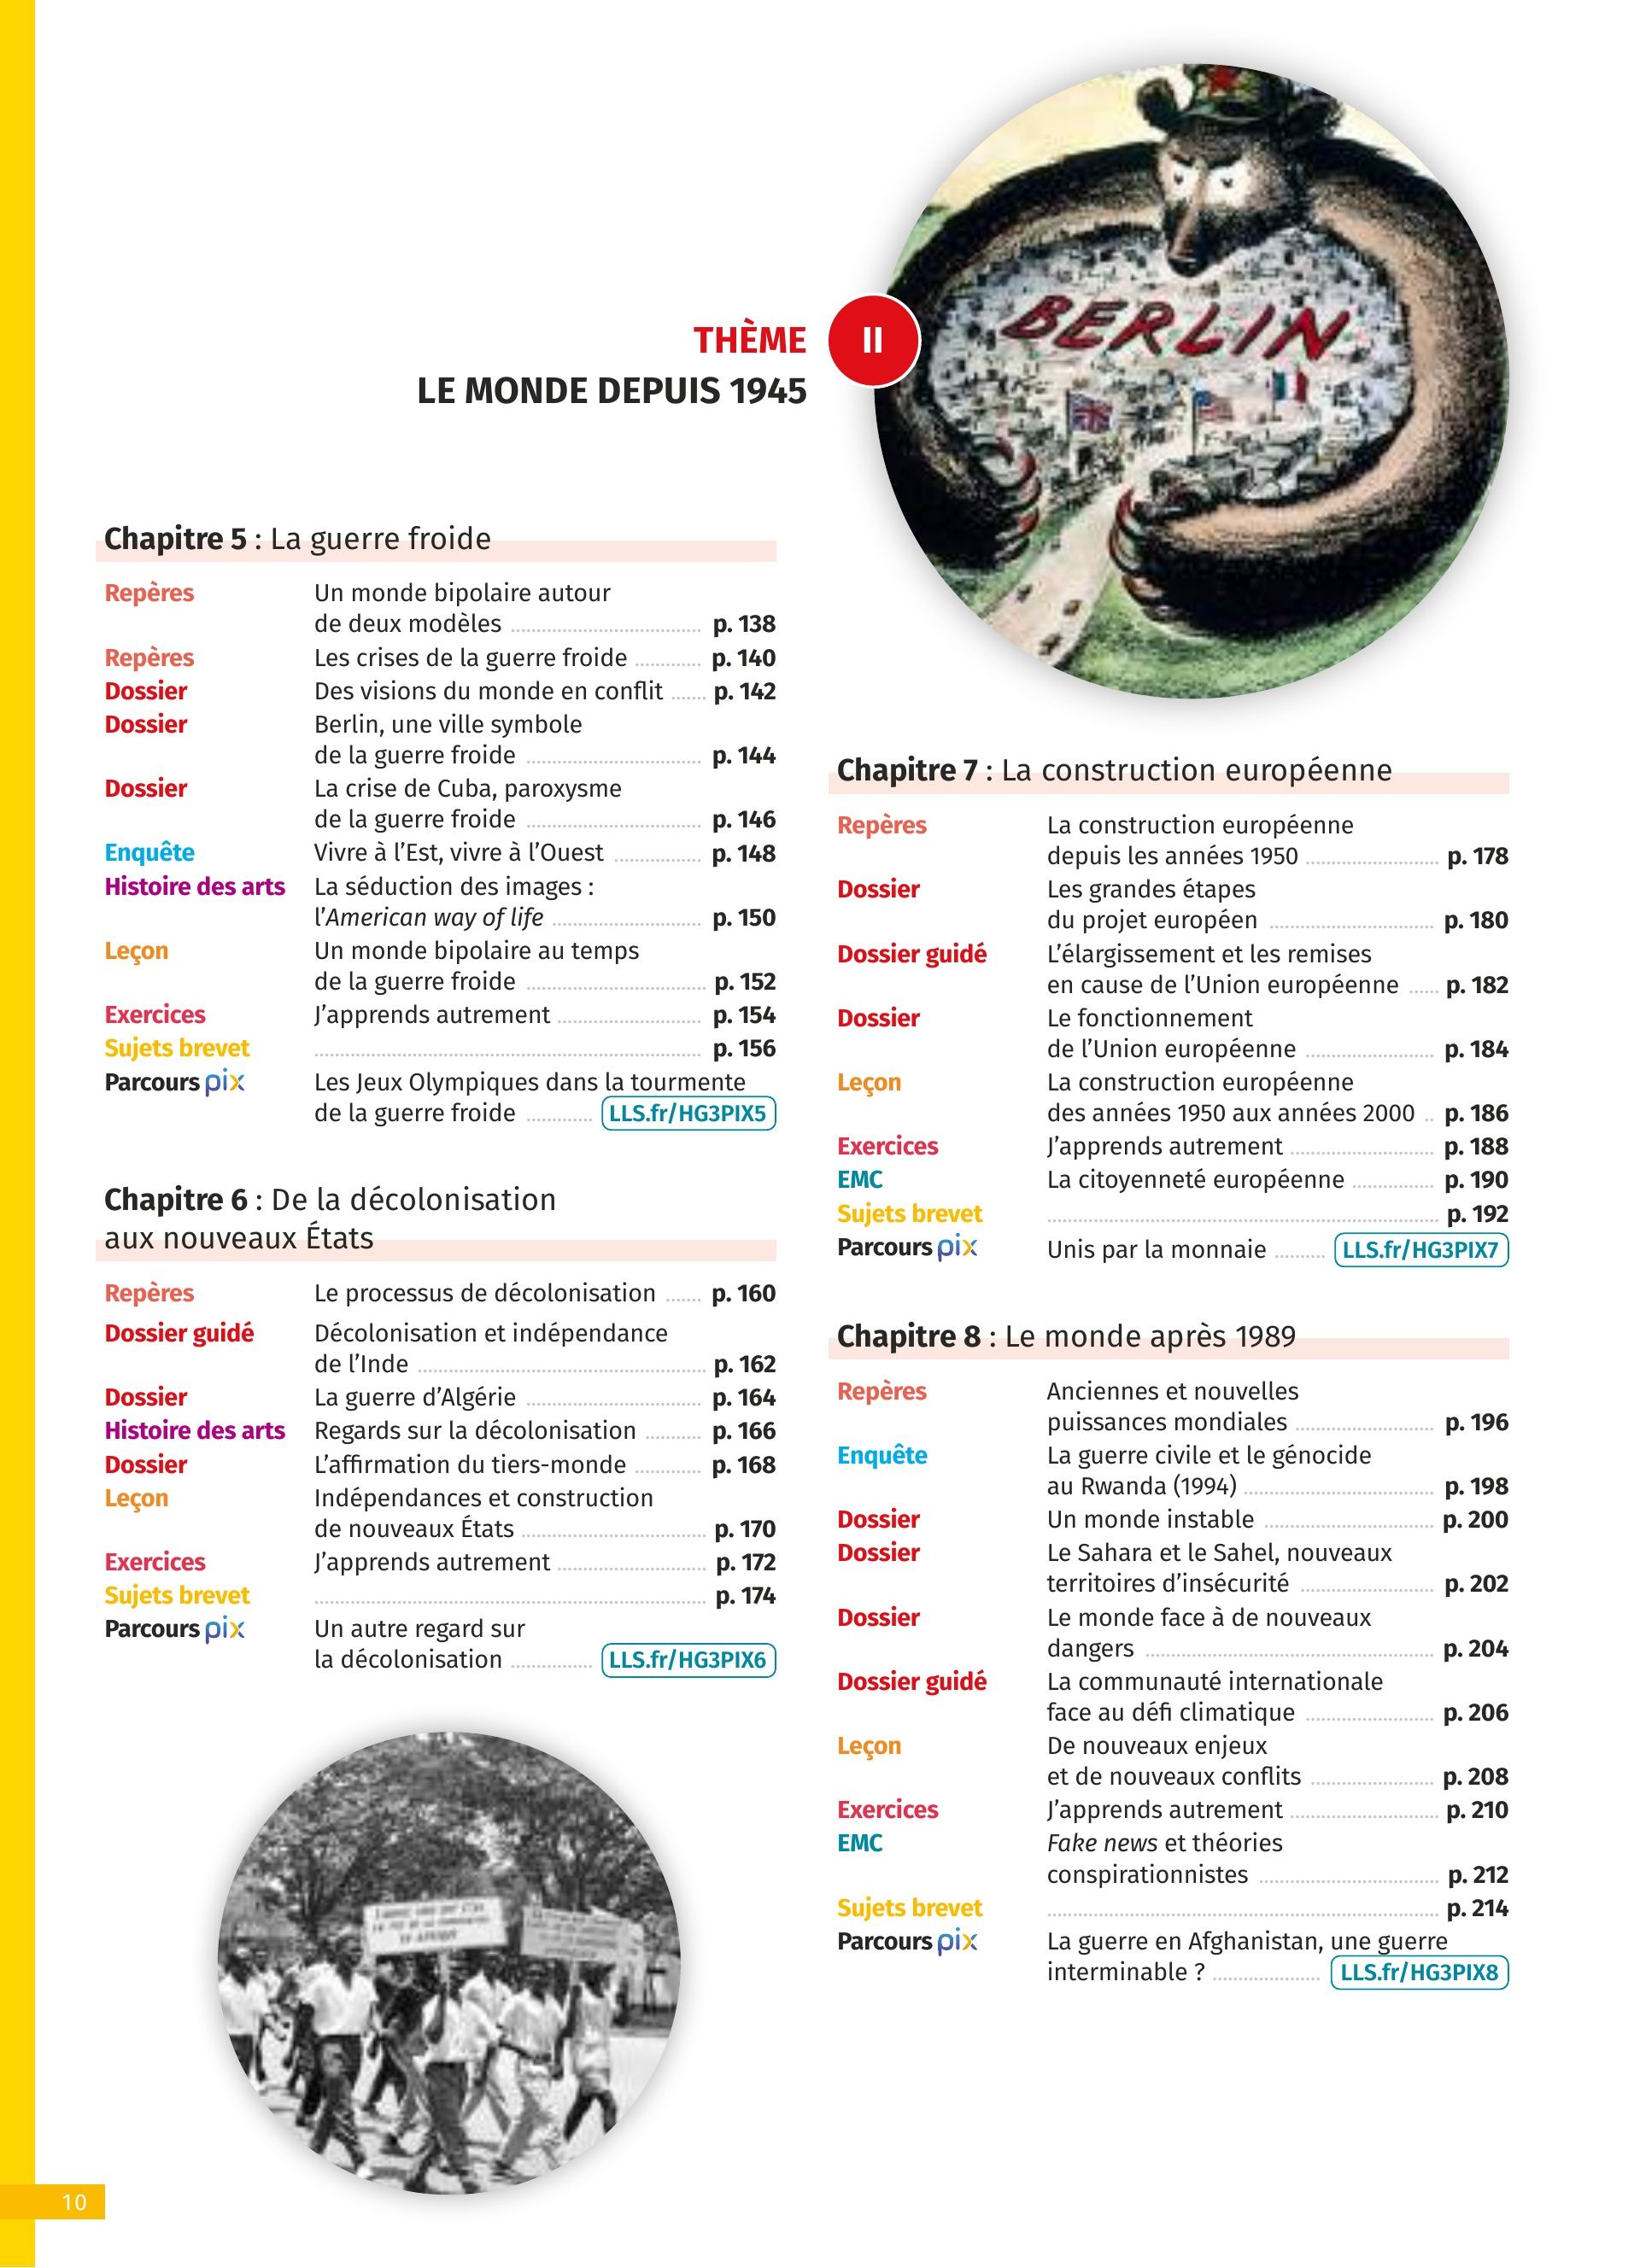 BERLIN
THÈME
II
LE MONDE DEPUIS 1945
Chapitre 5 : La guerre froide
Repères Un monde bipolaire autour
de deux modèles p. 138
Repères Les crises de la guerre froide p. 140
Dossier Des visions du monde en conflit p. 142
Dossier Berlin, une ville symbole
de la guerre froide p. 144
Dossier La crise de Cuba, paroxysme
de la guerre froide p. 146
Enquête Vivre à l’Est, vivre à l’Ouest p. 148
Histoire des arts La séduction des images :
l’American way of life p. 150
Leçon Un monde bipolaire au temps
de la guerre froide p. 152
Exercices J’apprends autrement p. 154
Sujets brevet p. 156
Parcours pix Les Jeux Olympiques dans la tourmente
de la guerre froide LLS.fr/HG3PIX5
Chapitre 6 : De la décolonisation
aux nouveaux États
Repères Le processus de décolonisation p. 160
Dossier guidé Décolonisation et indépendance
de l’Inde p. 162
Dossier La guerre d’Algérie p. 164
Histoire des arts Regards sur la décolonisation p. 166
Dossier L’affirmation du tiers-monde p. 168
Leçon Indépendances et construction
de nouveaux États p. 170
Exercices J’apprends autrement p. 172
Sujets brevet p. 174
Parcours pix Un autre regard sur
la décolonisation LLS.fr/HG3PIX6
Chapitre 7 : La construction européenne
Repères La construction européenne
depuis les années 1950 p. 178
Dossier Les grandes étapes
du projet européen p. 180
Dossier guidé L’élargissement et les remises
en cause de l’Union européenne p. 182
Dossier Le fonctionnement
de l’Union européenne p. 184
Leçon La construction européenne
des années 1950 aux années 2000 p. 186
Exercices J’apprends autrement p. 188
EMC La citoyenneté européenne p. 190
Sujets brevet p. 192
Parcours pix Unis par la monnaie LLS.fr/HG3PIX7
Chapitre 8 : Le monde après 1989
Repères Anciennes et nouvelles
puissances mondiales p. 196
Enquête La guerre civile et le génocide
au Rwanda (1994) p. 198
Dossier Un monde instable p. 200
Dossier Le Sahara et le Sahel, nouveaux
territoires d’insécurité p. 202
Dossier Le monde face à de nouveaux
dangers p. 204
Dossier guidé La communauté internationale
face au défi climatique p. 206
Leçon De nouveaux enjeux
et de nouveaux conflits p. 208
Exercices J’apprends autrement p. 210
EMC Fake news et théories
conspirationnistes p. 212
Sujets brevet p. 214
Parcours pix La guerre en Afghanistan, une guerre
interminable ? LLS.fr/HG3PIX8
10